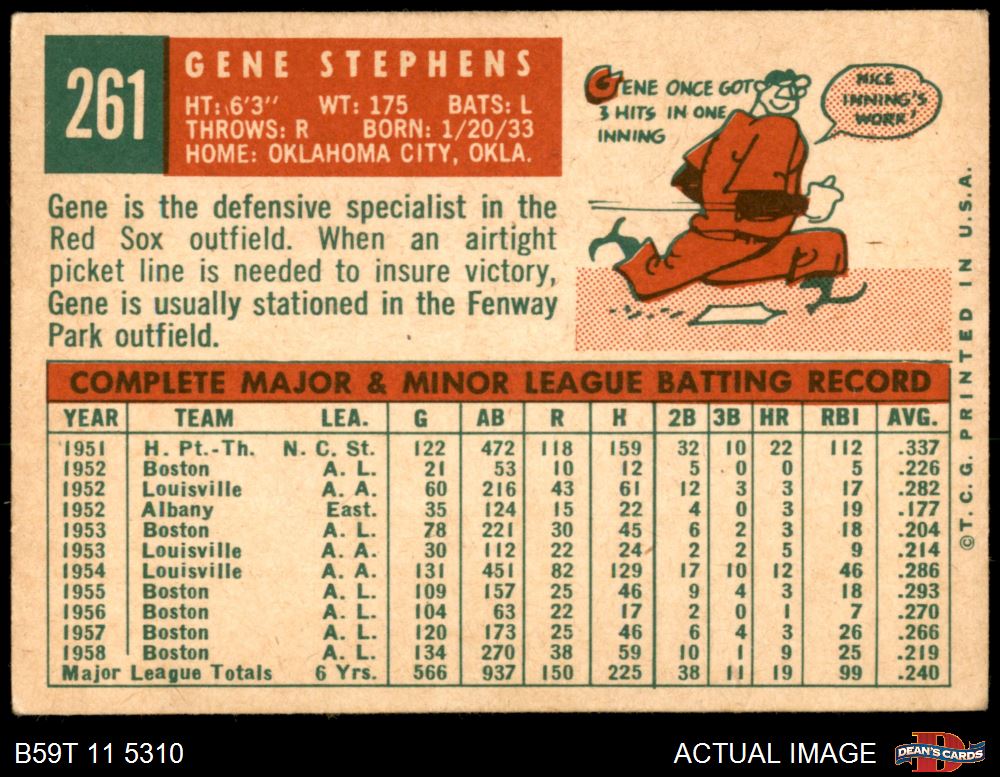 261
GENE STEPHENS
HT: 6'3" WT: 175 BATS: L
THROWS: R BORN: 1/20/33
HOME: OKLAHOMA CITY, OKLA.
GENE ONCE GOT
3 HITS IN ONE
INNING
NICE
INNING'S
WORK!
Gene is the defensive specialist in the
Red Sox outfield. When an airtight
picket line is needed to insure victory,
Gene is usually stationed in the Fenway
Park outfield.
COMPLETE MAJOR & MINOR LEAGUE BATTING RECORD
YEAR TEAM LEA. G AB R H 2B 3B HR RBI AVG.
1951 H. Pt.-Th. N. C. St. 122 472 118 159 32 10 22 112 .337
1952 Boston A. L. 21 53 10 12 5 0 0 5 .226
1952 Louisville A. A. 60 216 43 61 12 3 3 17 .282
1952 Albany East. 35 124 15 22 4 0 3 19 .177
1953 Boston A. L. 78 221 30 45 6 2 3 18 .204
1953 Louisville A. A. 30 112 22 24 2 2 5 9 .214
1954 Louisville A. A. 131 451 82 129 17 10 12 46 .286
1955 Boston A. L. 109 157 25 46 9 4 3 18 .293
1956 Boston A. L. 104 63 22 17 2 0 1 7 .270
1957 Boston A. L. 120 173 25 46 6 4 3 26 .266
1958 Boston A. L. 134 270 38 59 10 1 9 25 .219
Major League Totals 6 Yrs. 566 937 150 225 38 11 19 99 .240
©T. C. G. PRINTED IN U.S.A.
B59T 11 5310
ACTUAL IMAGE
D
DEAN'S CARDS